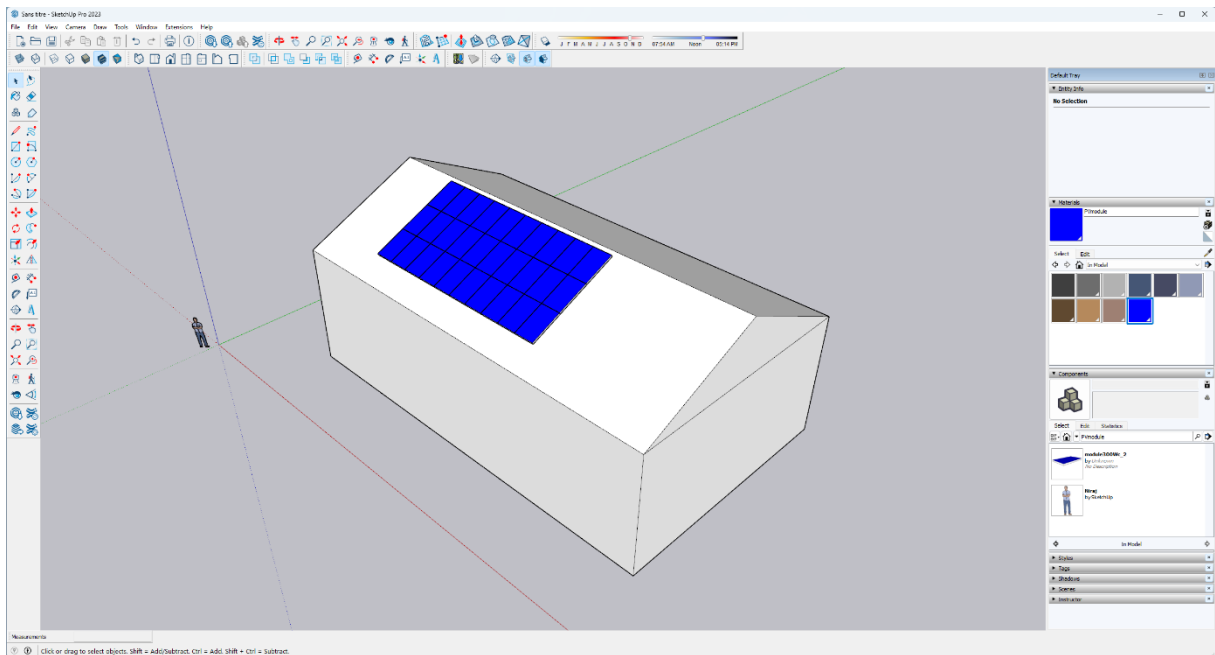 Sans titre - SketchUp Pro 2023
File Edit View Camera Draw Tools Window Extensions Help
J F M A M J J A S O N D 07:54 AM Noon 05:14 PM
Default Tray
Entity Info
No Selection
Materials
PVmodule
Select Edit
In Model
Components
Select Edit Statistics
PVmodule
module300Wc_2
by Unknown
No Description
Niraj
by SketchUp
In Model
Styles
Tags
Shadows
Scenes
Instructor
Measurements
Click or drag to select objects. Shift = Add/Subtract. Ctrl = Add. Shift + Ctrl = Subtract.